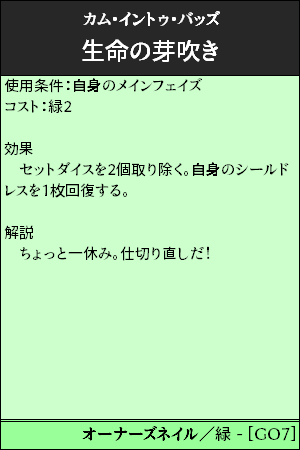 カム・イントゥ・バッズ
生命の芽吹き
使用条件：自身のメインフェイズ
コスト：緑2
効果
　セットダイスを2個取り除く。自身のシールド
レスを1枚回復する。
解説
　ちょっと一休み。仕切り直しだ！
オーナーズネイル／緑 - [GO7]